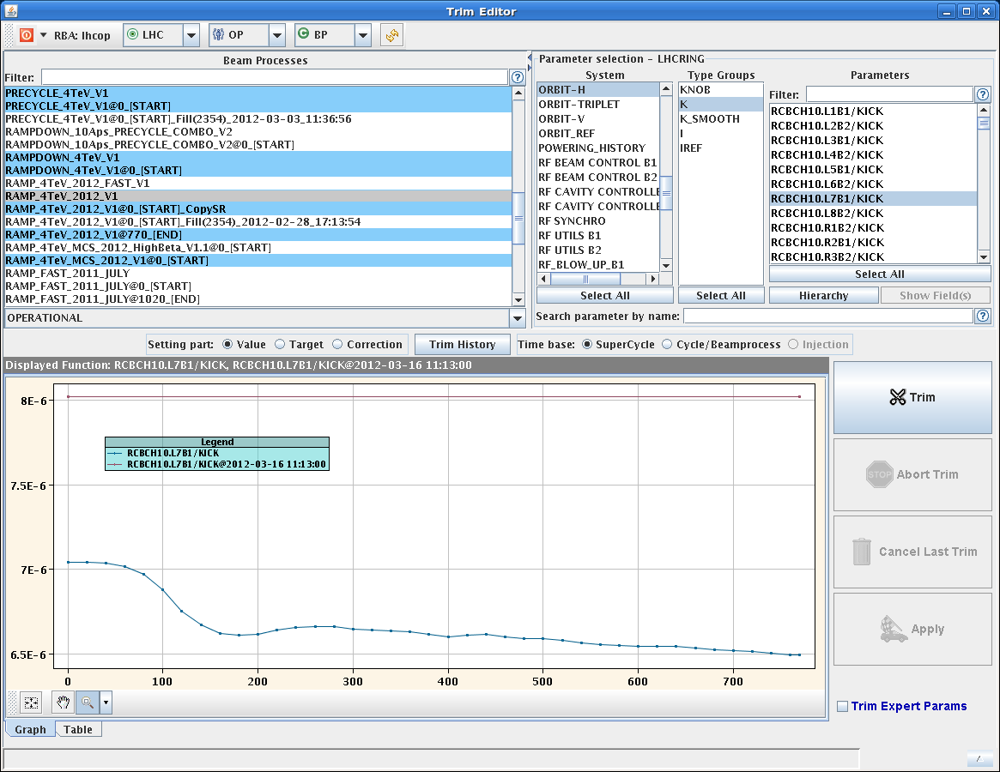 Trim Editor
RBA: lhcop LHC OP BP
Beam Processes
Filter:
PRECYCLE_4TeV_V1
PRECYCLE_4TeV_V1@0_[START]
PRECYCLE_4TeV_V1@0_[START]_Fill(2354)_2012-03-03_11:36:56
RAMPDOWN_10Aps_PRECYCLE_COMBO_V2
RAMPDOWN_10Aps_PRECYCLE_COMBO_V2@0_[START]
RAMPDOWN_4TeV_V1
RAMPDOWN_4TeV_V1@0_[START]
RAMP_4TeV_2012_FAST_V1
RAMP_4TeV_2012_V1
RAMP_4TeV_2012_V1@0_[START]_CopySR
RAMP_4TeV_2012_V1@0_[START]_Fill(2354)_2012-02-28_17:13:54
RAMP_4TeV_2012_V1@770_[END]
RAMP_4TeV_MCS_2012_HighBeta_V1.1@0_[START]
RAMP_4TeV_MCS_2012_V1@0_[START]
RAMP_FAST_2011_JULY
RAMP_FAST_2011_JULY@0_[START]
RAMP_FAST_2011_JULY@1020_[END]
OPERATIONAL
Parameter selection - LHCRING
System
ORBIT-H
ORBIT-TRIPLET
ORBIT-V
ORBIT_REF
POWERING_HISTORY
RF BEAM CONTROL B1
RF BEAM CONTROL B2
RF CAVITY CONTROLLE
RF CAVITY CONTROLLE
RF SYNCHRO
RF UTILS B1
RF UTILS B2
RF_BLOW_UP_B1
Select All
Type Groups
KNOB
K
K_SMOOTH
I
IREF
Select All
Parameters
Filter:
RCBCH10.L1B1/KICK
RCBCH10.L2B2/KICK
RCBCH10.L3B1/KICK
RCBCH10.L4B2/KICK
RCBCH10.L5B1/KICK
RCBCH10.L6B2/KICK
RCBCH10.L7B1/KICK
RCBCH10.L8B2/KICK
RCBCH10.R1B2/KICK
RCBCH10.R2B1/KICK
RCBCH10.R3B2/KICK
Select All
Hierarchy Show Field(s)
Search parameter by name:
Setting part: Value Target Correction Trim History Time base: SuperCycle Cycle/Beamprocess Injection
Displayed Function: RCBCH10.L7B1/KICK, RCBCH10.L7B1/KICK@2012-03-16 11:13:00
8E-6
7.5E-6
7E-6
6.5E-6
Legend
RCBCH10.L7B1/KICK
RCBCH10.L7B1/KICK@2012-03-16 11:13:00
0 100 200 300 400 500 600 700
Graph Table
Trim
STOP Abort Trim
Cancel Last Trim
Apply
Trim Expert Params